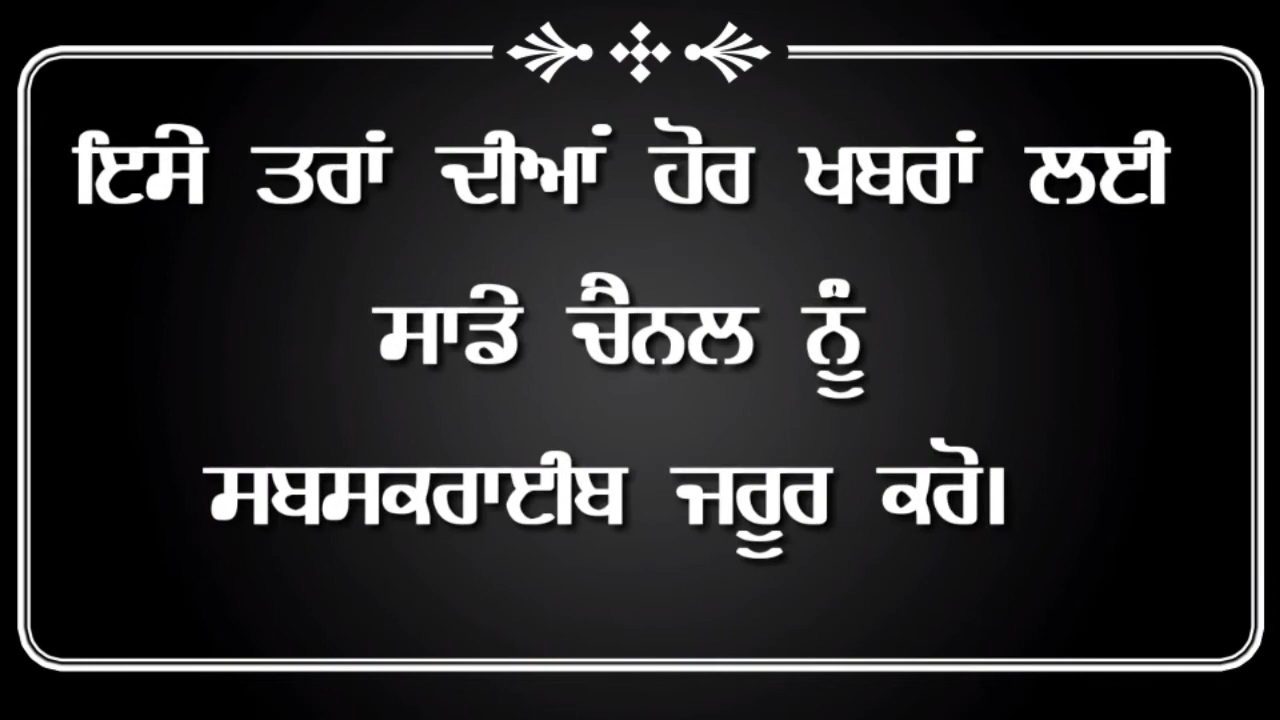 ਇਸੇ ਤਰਾਂ ਦੀਆਂ ਹੋਰ ਖਬਰਾਂ ਲਈ
ਸਾਡੇ ਚੈਨਲ ਨੂੰ
ਸਬਸਕਰਾਈਬ ਜਰੂਰ ਕਰੋ।